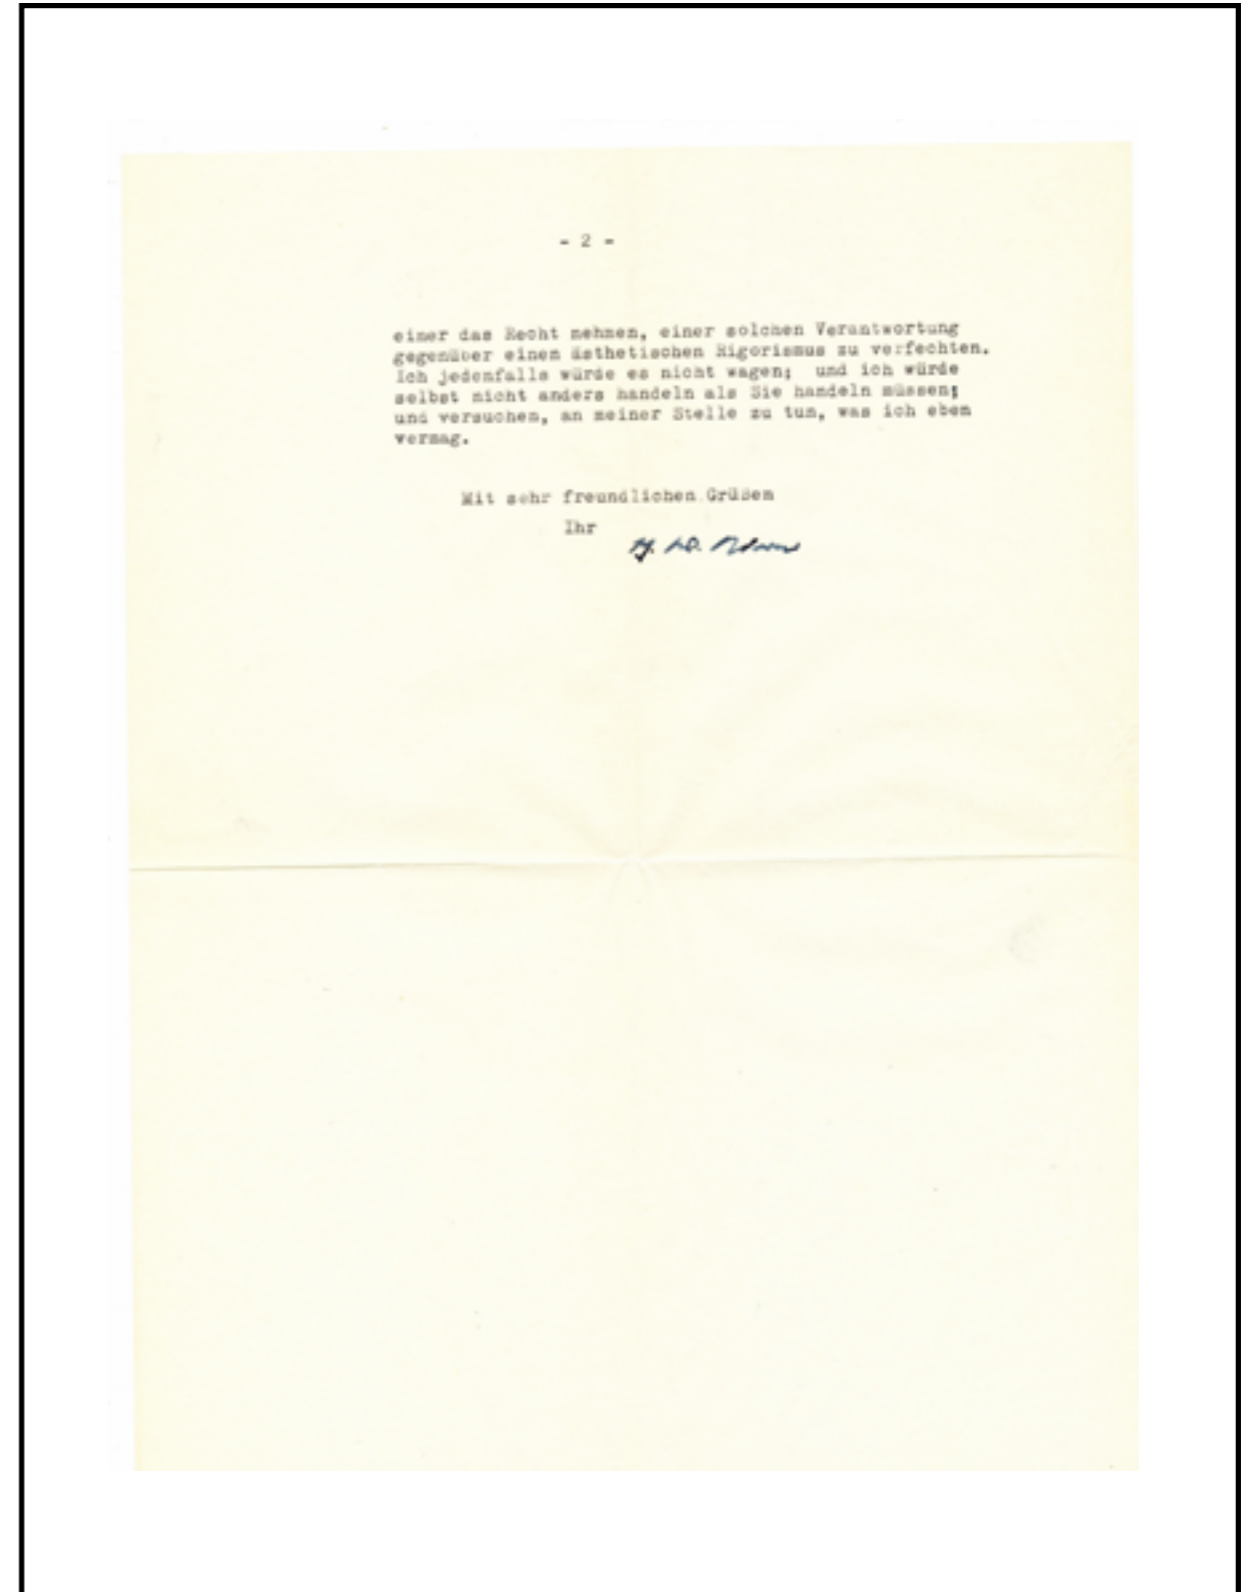 - 2 -
einer das Recht nehmen, einer solchen Verantwortung
gegenüber einen ästhetischen Rigorismus zu verfechten.
Ich jedenfalls würde es nicht wagen; und ich würde
selbst nicht anders handeln als Sie handeln müssen;
und versuchen, an meiner Stelle zu tun, was ich eben
vermag.
Mit sehr freundlichen Grüßen
Ihr